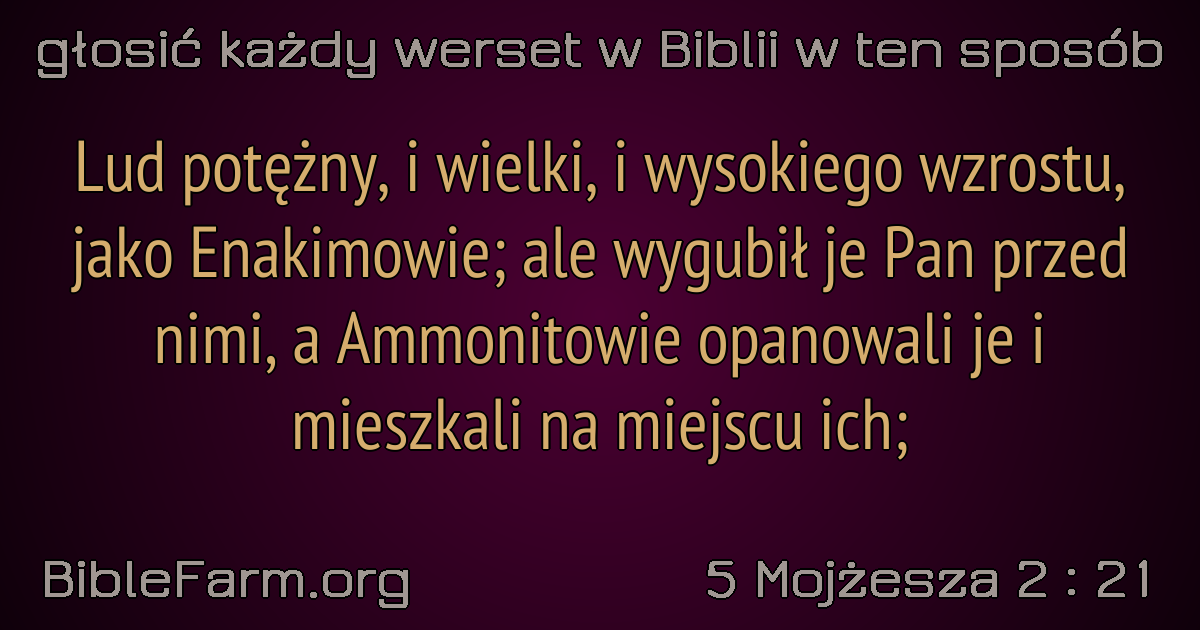 głosić każdy werset w Biblii w ten sposób
Lud potężny, i wielki, i wysokiego wzrostu,
jako Enakimowie; ale wygubił je Pan przed
nimi, a Ammonitowie opanowali je i
mieszkali na miejscu ich;
BibleFarm.org
5 Mojżesza 2 : 21